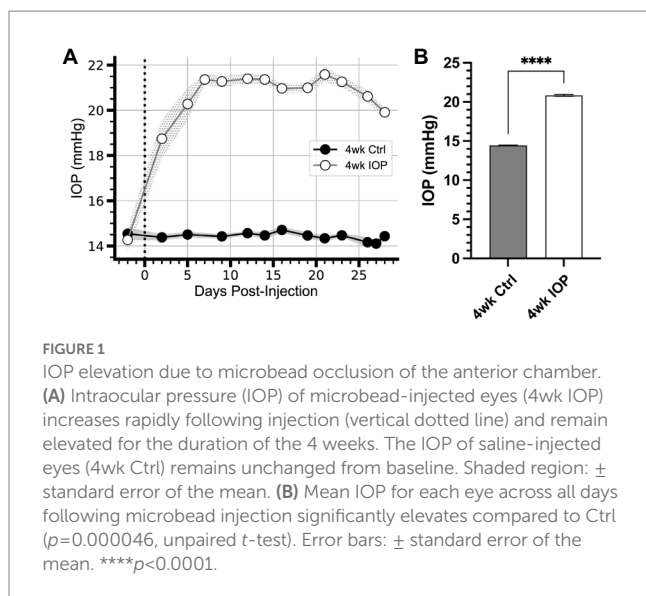 A
B
22
20
18
16
14
IOP (mmHg)
0
5
10
15
20
25
Days Post-Injection
4wk Ctrl
4wk IOP
25
20
15
10
5
0
IOP (mmHg)
****
4wk Ctrl
4wk IOP
FIGURE 1
IOP elevation due to microbead occlusion of the anterior chamber.
(A) Intraocular pressure (IOP) of microbead-injected eyes (4wk IOP)
increases rapidly following injection (vertical dotted line) and remain
elevated for the duration of the 4 weeks. The IOP of saline-injected
eyes (4wk Ctrl) remains unchanged from baseline. Shaded region: ±
standard error of the mean. (B) Mean IOP for each eye across all days
following microbead injection significantly elevates compared to Ctrl
(p=0.000046, unpaired t-test). Error bars: ± standard error of the
mean. ****p<0.0001.